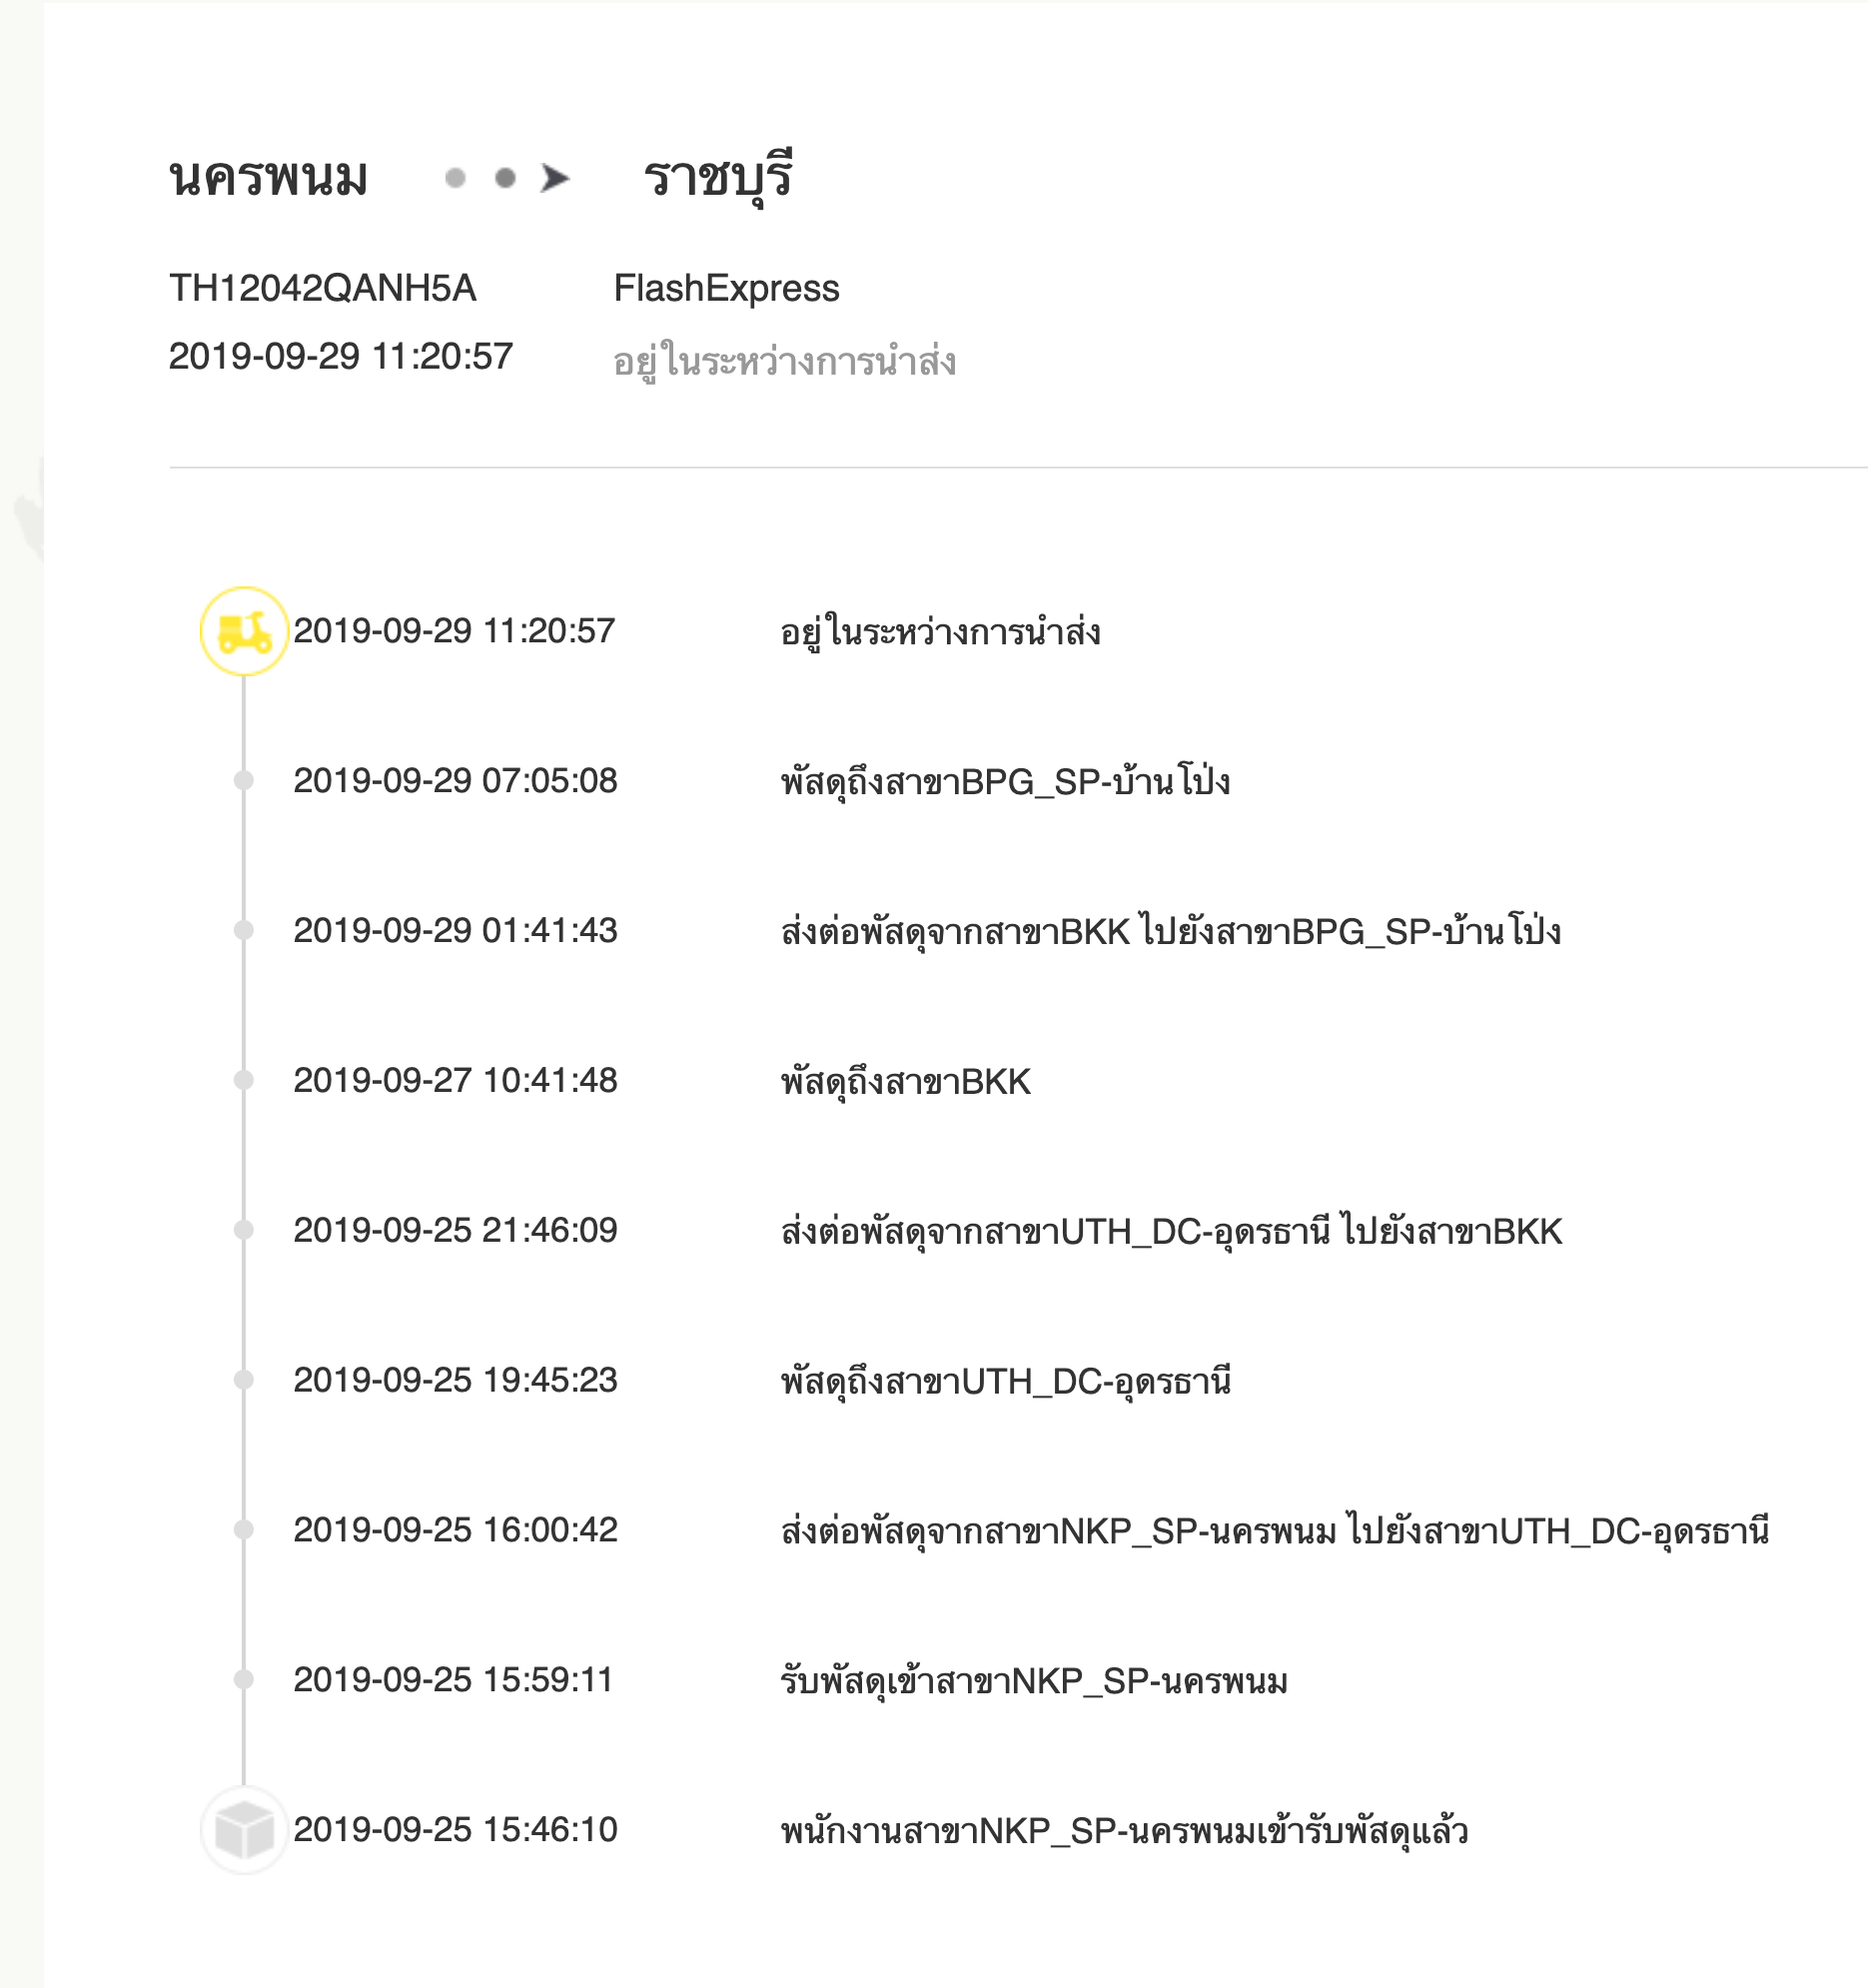 นครพนม ราชบุรี
TH12042QANH5A FlashExpress
2019-09-29 11:20:57 อยู่ในระหว่างการนำส่ง
2019-09-29 11:20:57 อยู่ในระหว่างการนำส่ง
2019-09-29 07:05:08 พัสดุถึงสาขาBPG_SP-บ้านโป่ง
2019-09-29 01:41:43 ส่งต่อพัสดุจากสาขาBKK ไปยังสาขาBPG_SP-บ้านโป่ง
2019-09-27 10:41:48 พัสดุถึงสาขาBKK
2019-09-25 21:46:09 ส่งต่อพัสดุจากสาขาUTH_DC-อุดรธานี ไปยังสาขาBKK
2019-09-25 19:45:23 พัสดุถึงสาขาUTH_DC-อุดรธานี
2019-09-25 16:00:42 ส่งต่อพัสดุจากสาขาNKP_SP-นครพนม ไปยังสาขาUTH_DC-อุดรธานี
2019-09-25 15:59:11 รับพัสดุเข้าสาขาNKP_SP-นครพนม
2019-09-25 15:46:10 พนักงานสาขาNKP_SP-นครพนมเข้ารับพัสดุแล้ว